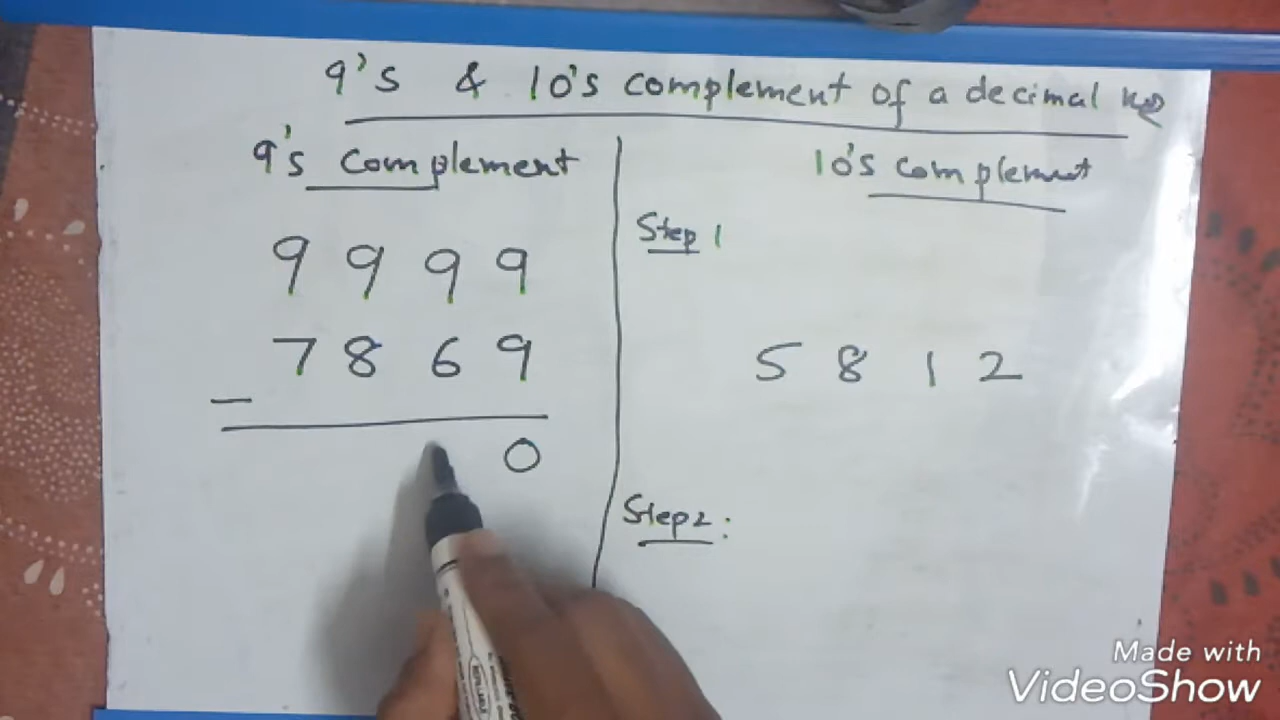 9's & 10's complement of a decimal no
9's complement
9 9 9 9
7 8 6 9
–
0
10's complement
Step 1
5 8 1 2
Step 2 :
Made with
VideoShow